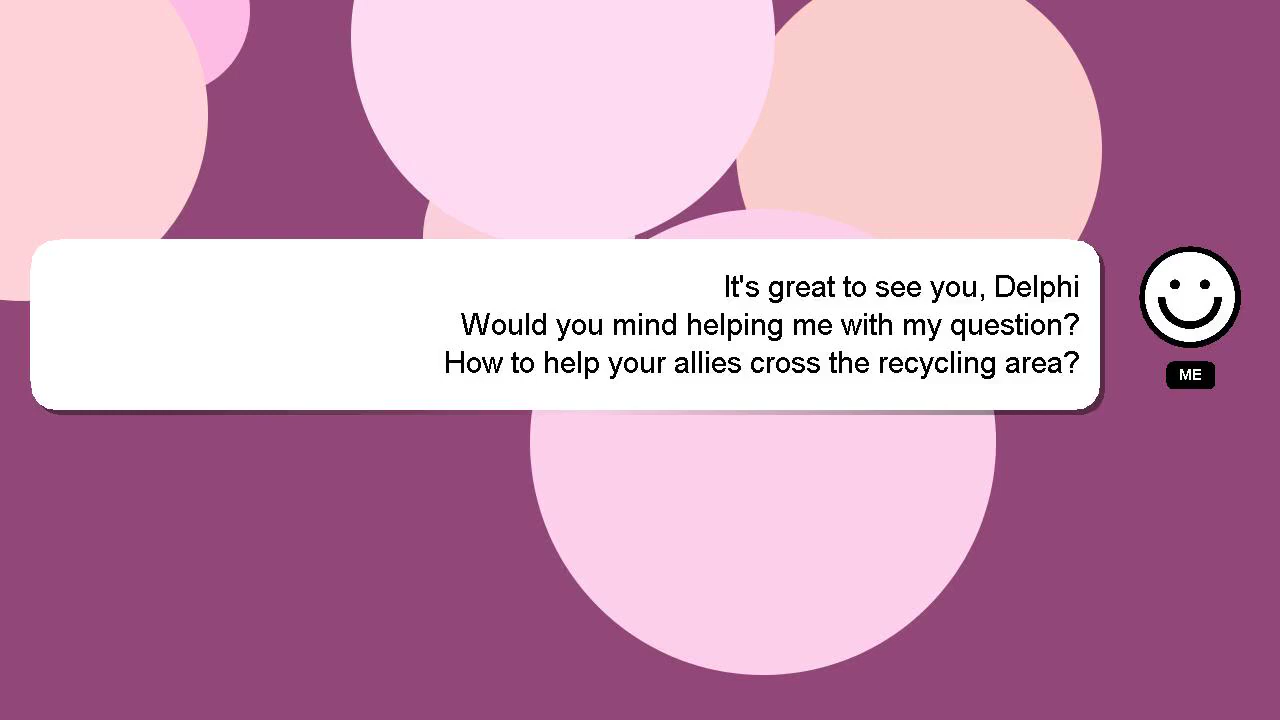 It's great to see you, Delphi
Would you mind helping me with my question?
How to help your allies cross the recycling area?
ME